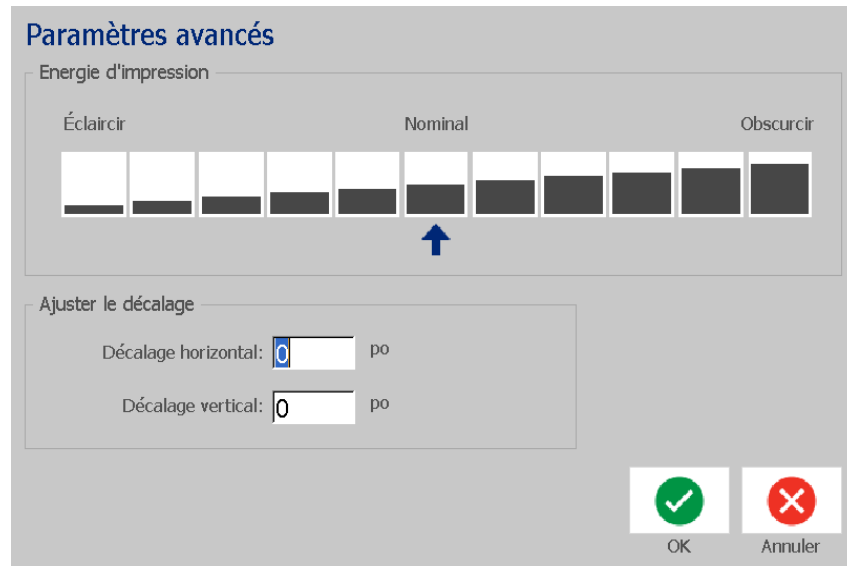 Paramètres avancés
Energie d'impression
Éclaircir Nominal Obscurcir
Ajuster le décalage
Décalage horizontal: 0 po
Décalage vertical: 0 po
OK Annuler